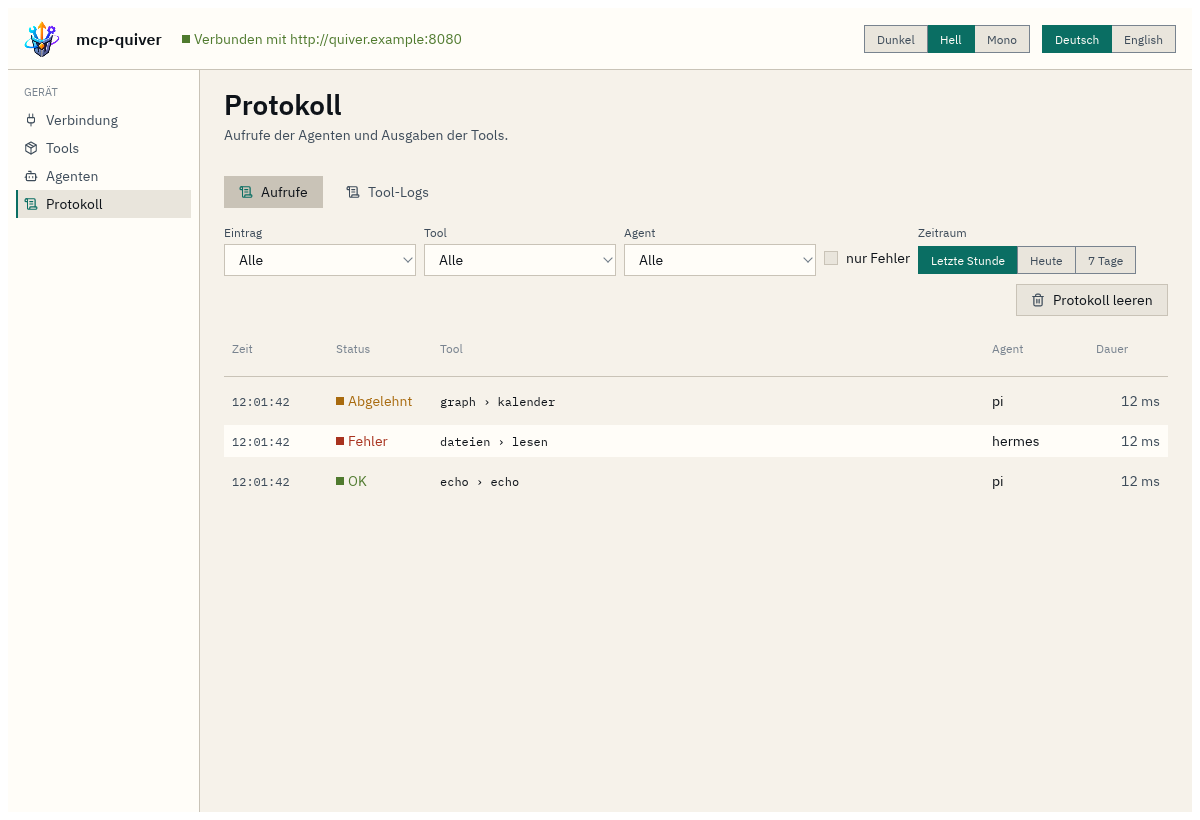 mcp-quiver
Verbunden mit http://quiver.example:8080
Dunkel Hell Mono Deutsch English
GERÄT
Verbindung
Tools
Agenten
Protokoll
Protokoll
Aufrufe der Agenten und Ausgaben der Tools.
Aufrufe Tool-Logs
Eintrag Tool Agent Zeitraum
Alle Alle Alle nur Fehler Letzte Stunde Heute 7 Tage
Protokoll leeren
Zeit Status Tool Agent Dauer
12:01:42 Abgelehnt graph › kalender pi 12 ms
12:01:42 Fehler dateien › lesen hermes 12 ms
12:01:42 OK echo › echo pi 12 ms